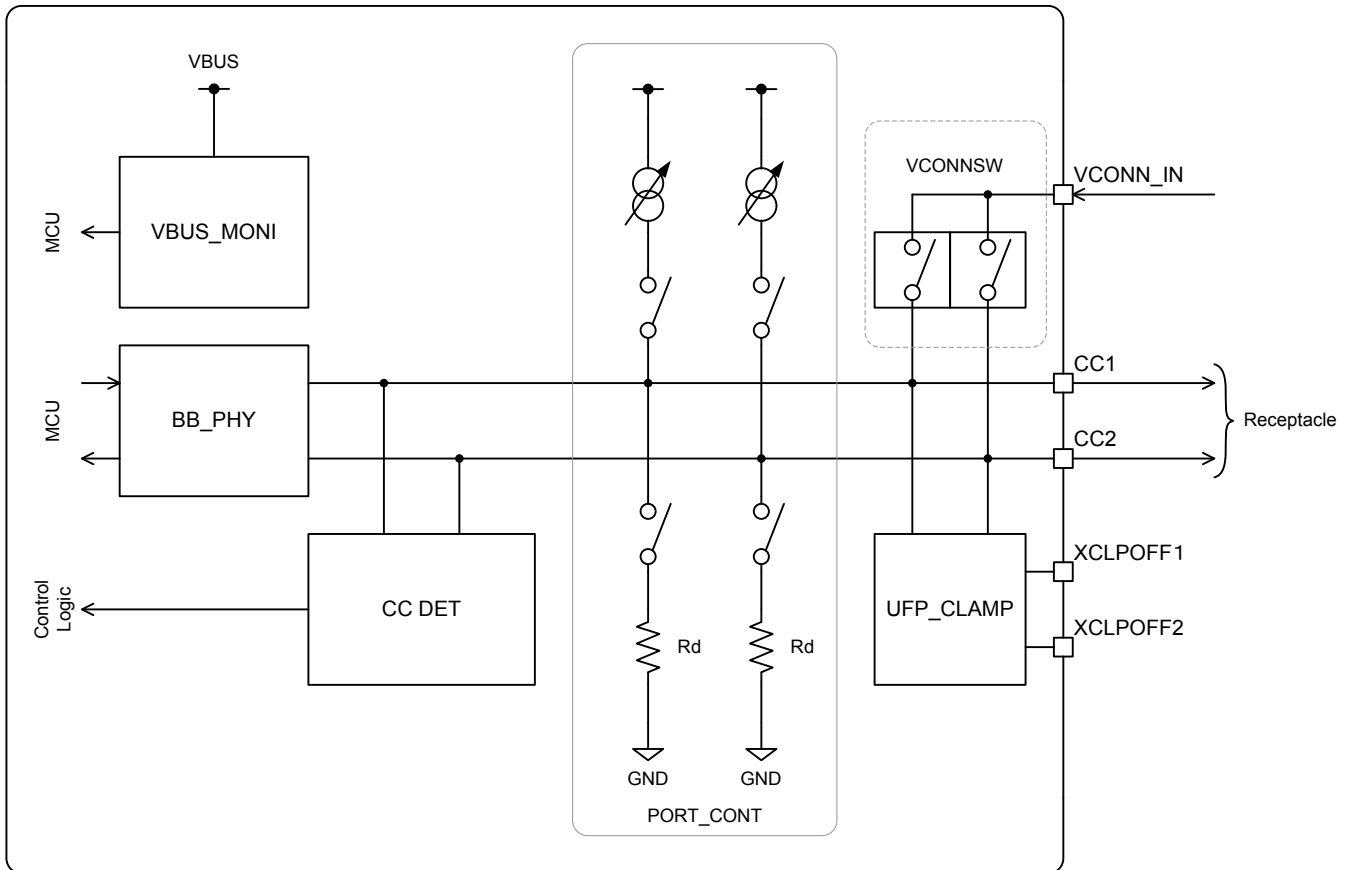 VBUS
VCONNSW
VCONN_IN
MCU
VBUS_MONI
CC1
MCU
BB_PHY
Receptacle
CC2
XCLPOFF1
Control
Logic
CC DET
UFP_CLAMP
XCLPOFF2
Rd
Rd
GND
GND
PORT_CONT